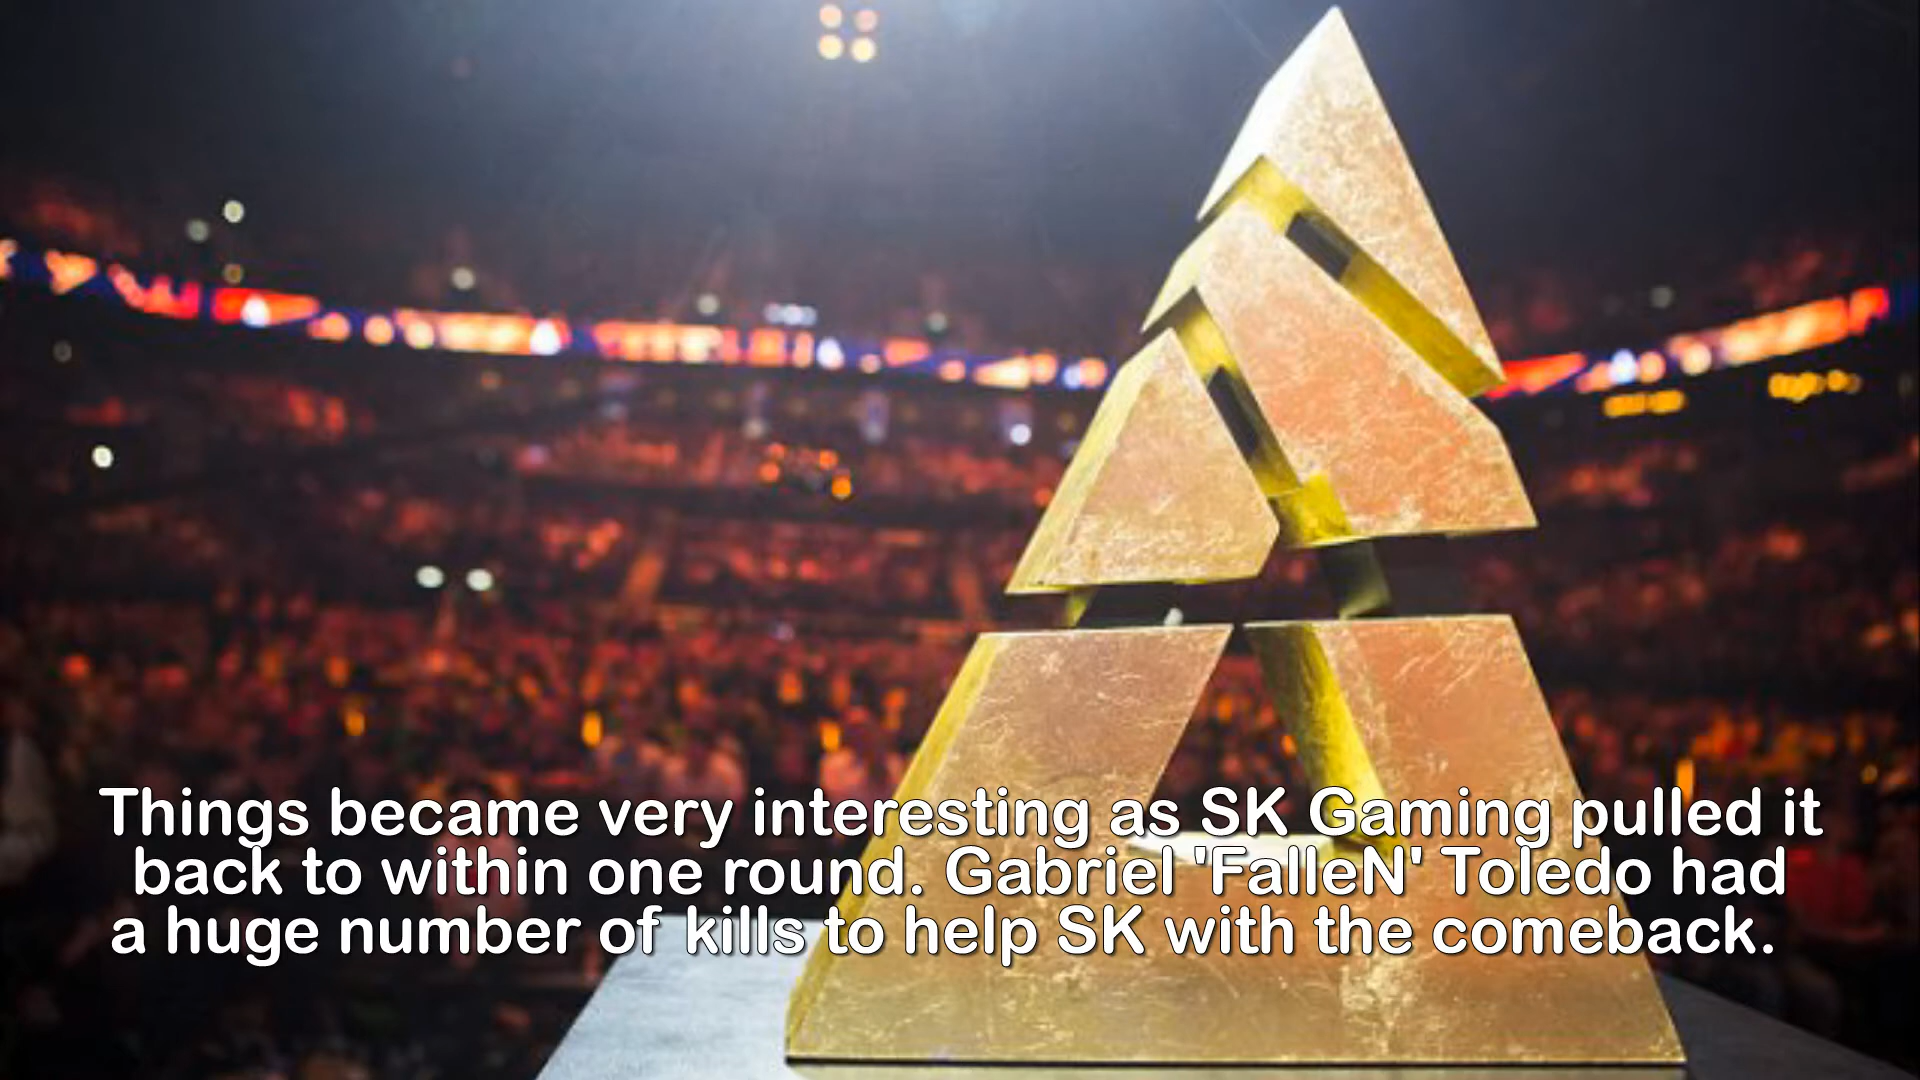 Things became very interesting as SK Gaming pulled it
back to within one round. Gabriel 'FalleN' Toledo had
a huge number of kills to help SK with the comeback.